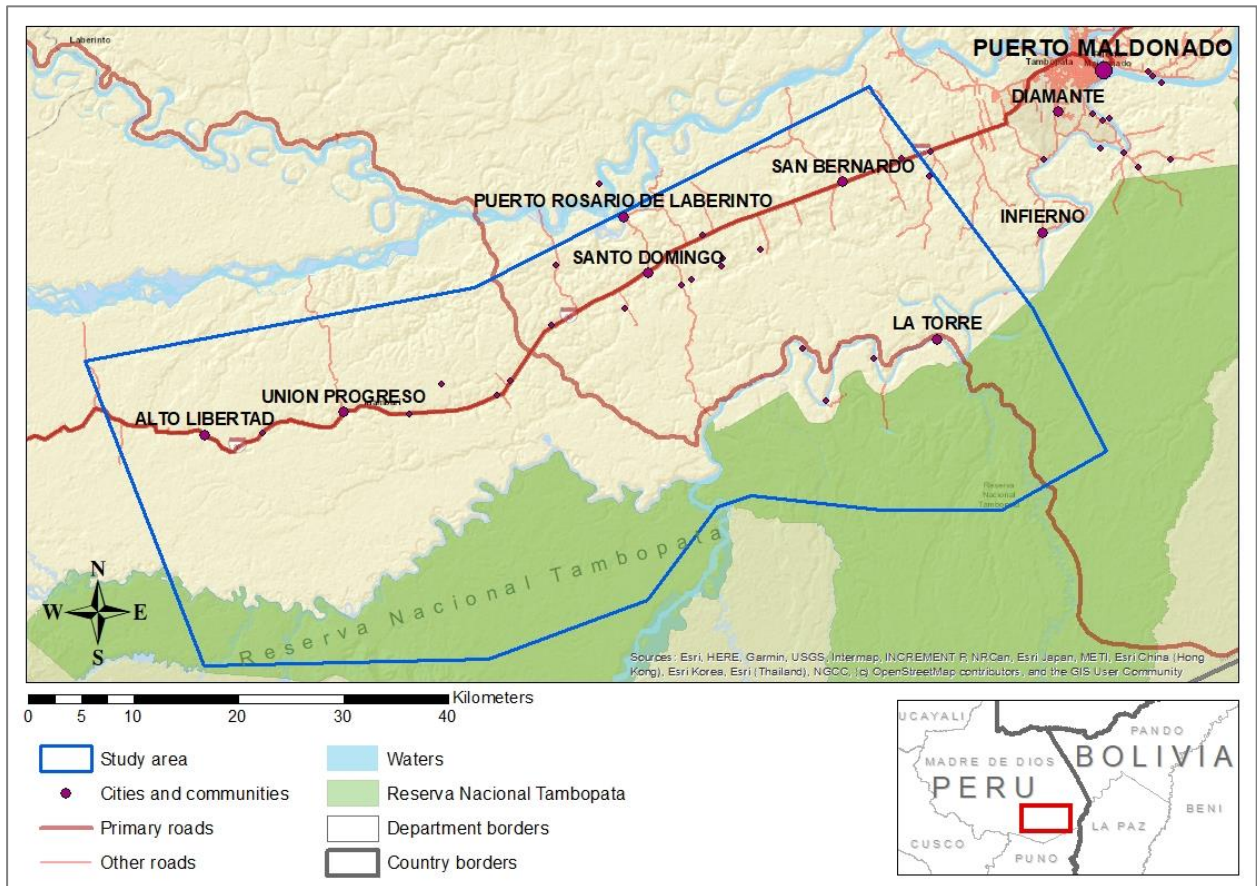 Laberinto
PUERTO MALDONADO
Tambopata
Maldonado
DIAMANTE
SAN BERNARDO
PUERTO ROSARIO DE LABERINTO
INFIERNO
SANTO DOMINGO
LA TORRE
UNION PROGRESO
ALTO LIBERTAD
Reserva
Nacional
Tambopata
Reserva Nacional Tambopata
N
W E
S
Sources: Esri, HERE, Garmin, USGS, Intermap, INCREMENT P, NRCan, Esri Japan, METI, Esri China (Hong
Kong), Esri Korea, Esri (Thailand), NGCC, (c) OpenStreetMap contributors, and the GIS User Community
Kilometers
0 5 10 20 30 40
Study area
Cities and communities
Primary roads
Other roads
Waters
Reserva Nacional Tambopata
Department borders
Country borders
UCAYALI
PANDO
MADRE DE DIOS
BOLIVIA
PERU
BENI
LA PAZ
CUSCO
PUNO